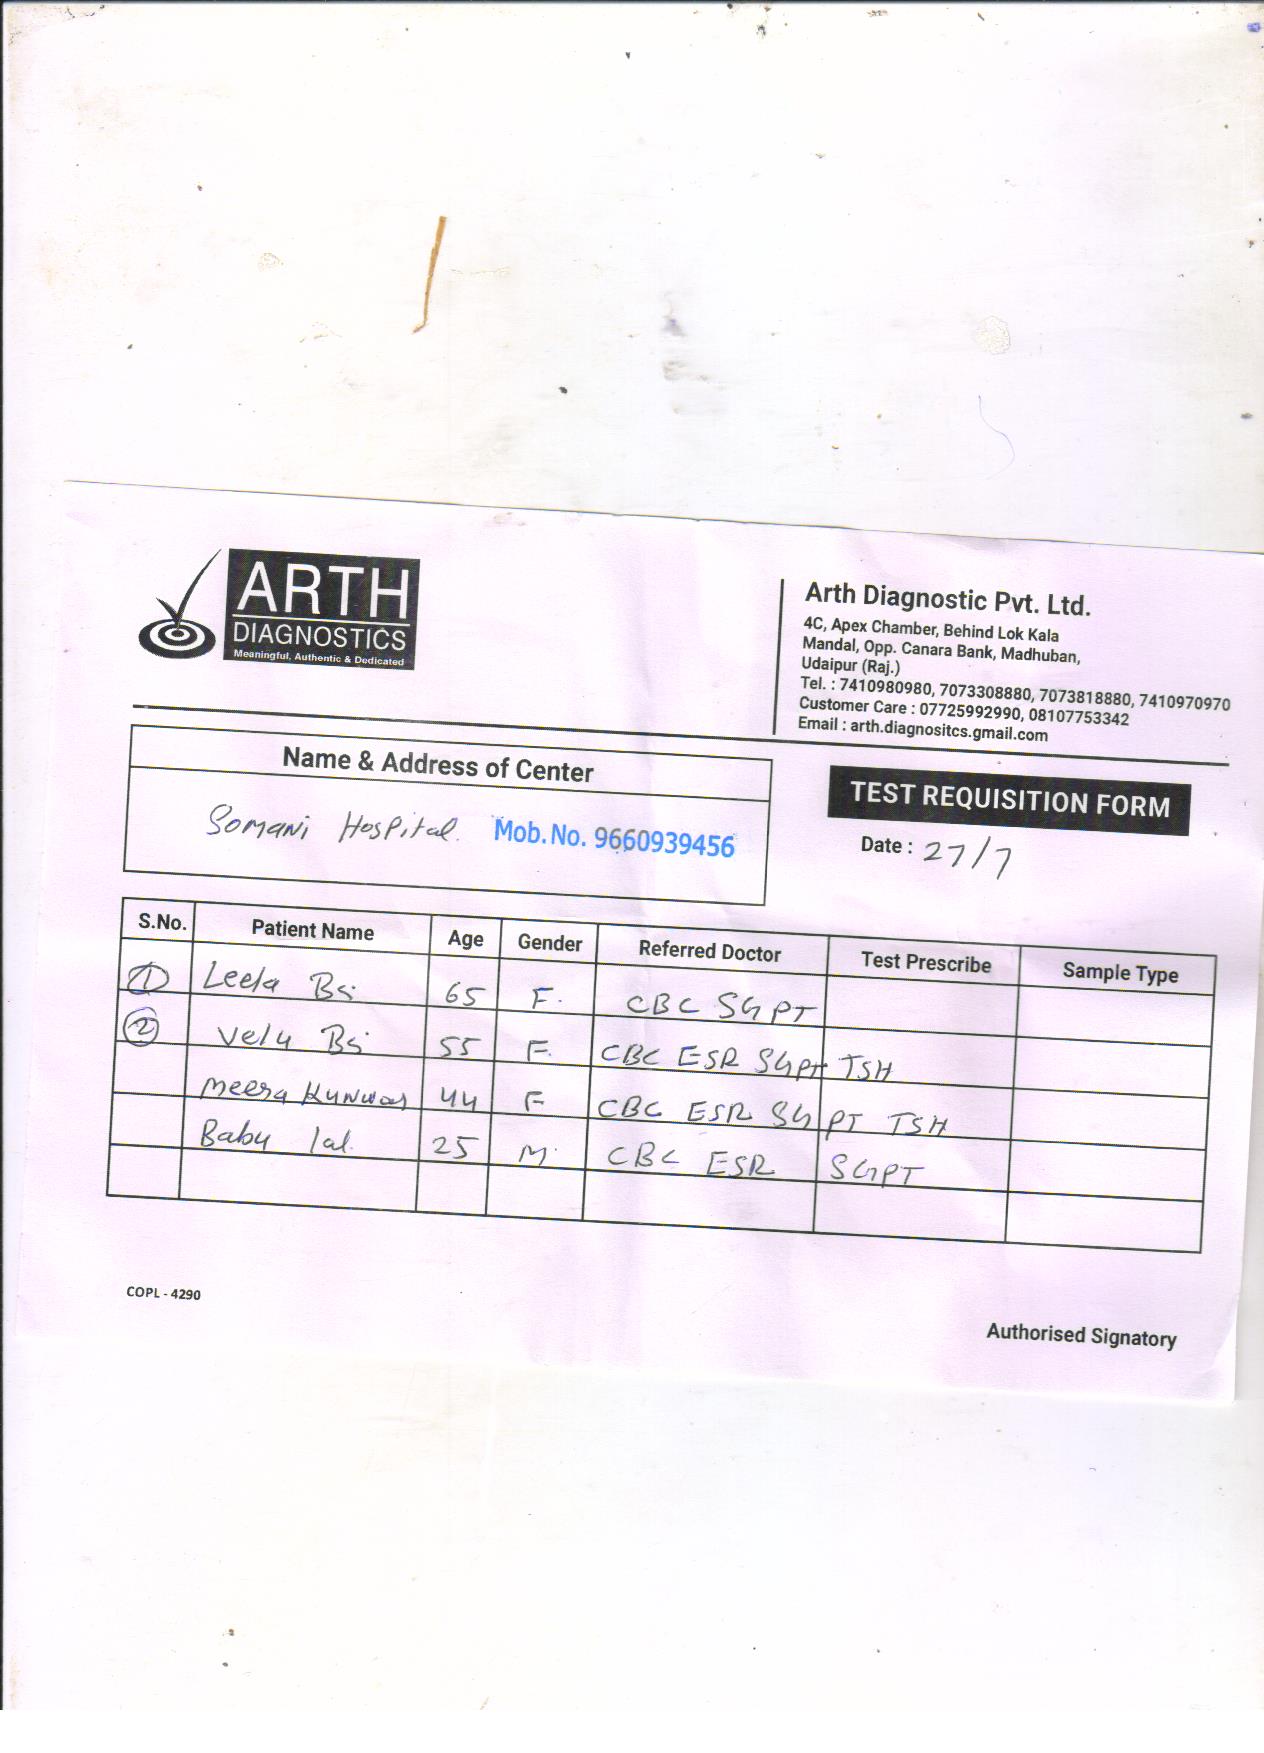 ARTH
DIAGNOSTICS
Meaningful, Authentic & Dedicated
Arth Diagnostic Pvt. Ltd.
4C, Apex Chamber, Behind Lok Kala
Mandal, Opp. Canara Bank, Madhuban,
Udaipur (Raj.)
Tel. : 7410980980, 7073308880, 7073818880, 7410970970
Customer Care : 07725992990, 08107753342
Email : arth.diagnositcs.gmail.com
Name & Address of Center
Somani Hospital. Mob.No. 9660939456
TEST REQUISITION FORM
Date : 27/7
S.No. Patient Name Age Gender Referred Doctor Test Prescribe Sample Type
1 Leela Bai 65 F. CBC SGPT
2 Velu Bai 55 F. CBC ESR SGPT TSH
Meera Kunwar 44 F CBC ESR SGPT TSH
Babu lal. 25 M. CBC ESR SGPT
COPL - 4290
Authorised Signatory